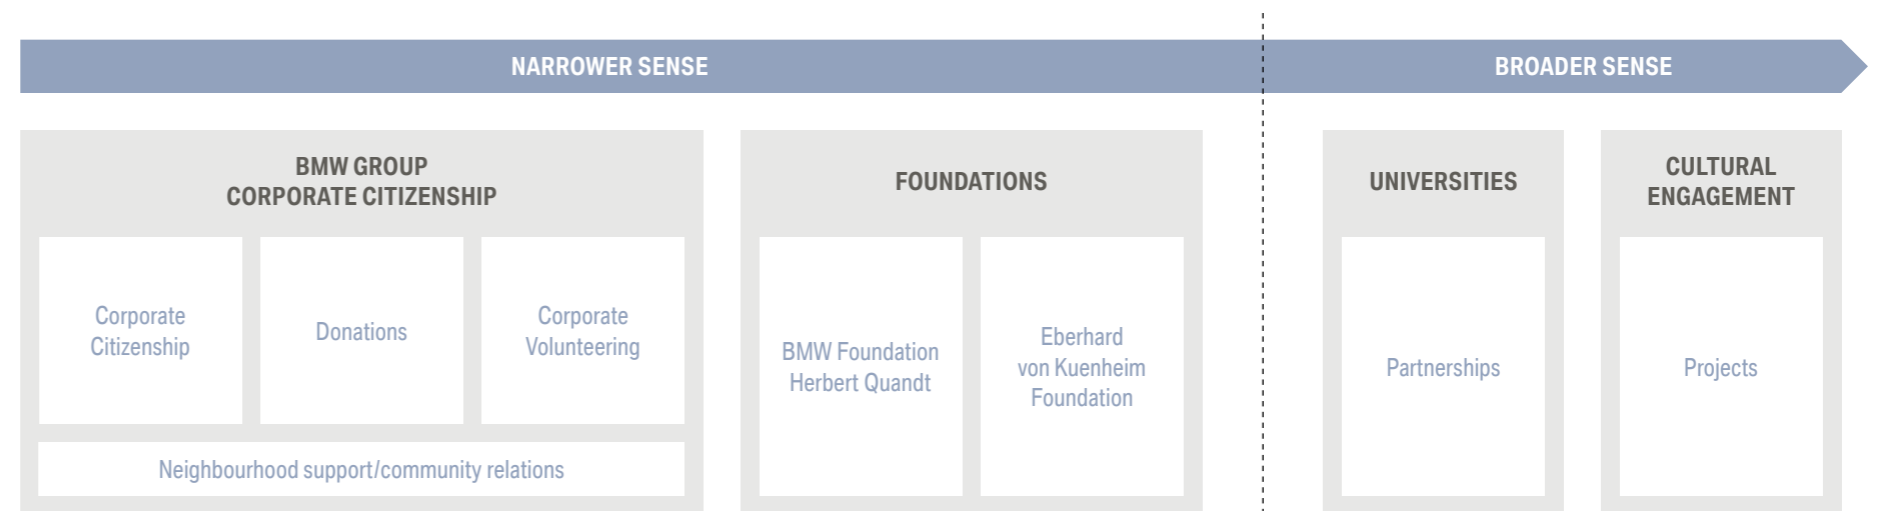 NARROWER SENSE
BROADER SENSE
BMW GROUP
CORPORATE CITIZENSHIP
Corporate
Citizenship
Donations
Corporate
Volunteering
Neighbourhood support/community relations
FOUNDATIONS
BMW Foundation
Herbert Quandt
Eberhard
von Kuenheim
Foundation
UNIVERSITIES
Partnerships
CULTURAL
ENGAGEMENT
Projects